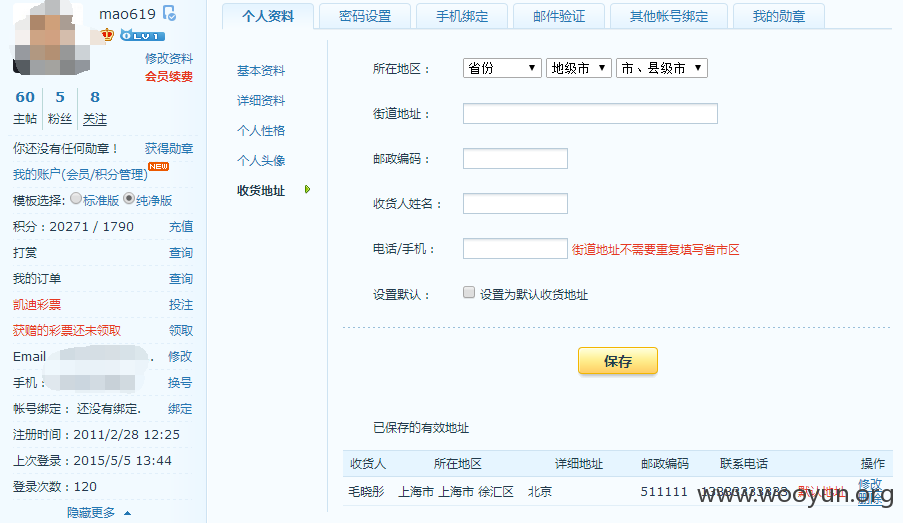 mao619
LV 1
修改资料
会员续费
60 5 8
主帖 粉丝 关注
你还没有任何勋章！ 获得勋章
我的账户(会员/积分管理) NEW
模板选择: 标准版 纯净版
积分：20271 / 1790 充值
打赏 查询
我的订单 查询
凯迪彩票 投注
获赠的彩票还未领取 领取
Email . 修改
手机： 换号
帐号绑定： 还没有绑定. 绑定
注册时间：2011/2/28 12:25
上次登录：2015/5/5 13:44
登录次数：120
隐藏更多
个人资料 密码设置 手机绑定 邮件验证 其他帐号绑定 我的勋章
基本资料
详细资料
个人性格
个人头像
收货地址
所在地区： 省份 地级市 市、县级市
街道地址：
邮政编码：
收货人姓名：
电话/手机： 街道地址不需要重复填写省市区
设置默认： 设置为默认收货地址
保存
已保存的有效地址
收货人 所在地区 详细地址 邮政编码 联系电话 操作
毛晓彤 上海市 上海市 徐汇区 北京 511111 13333333333 默认地址 修改
删除
www.wooyun.org